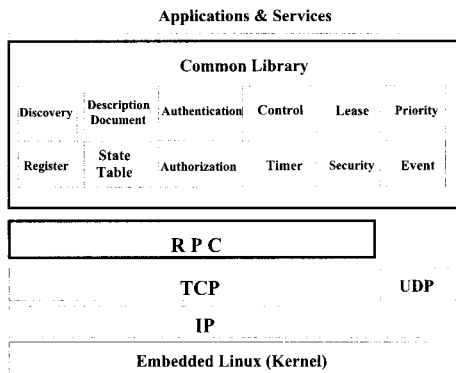 Applications & Services
Common Library
Discovery
Description
Document
Authentication
Control
Lease
Priority
Register
State
Table
Authorization
Timer
Security
Event
R P C
TCP
UDP
IP
Embedded Linux (Kernel)